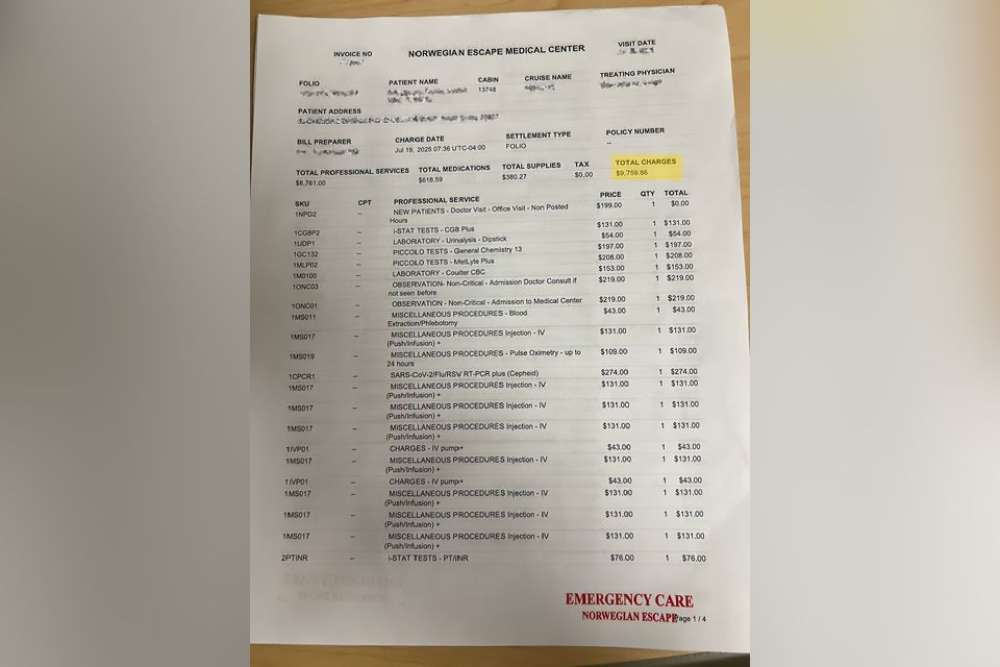 INVOICE NO
NORWEGIAN ESCAPE MEDICAL CENTER
VISIT DATE
FOLIO PATIENT NAME CABIN CRUISE NAME TREATING PHYSICIAN
13748
PATIENT ADDRESS
BILL PREPARER CHARGE DATE SETTLEMENT TYPE POLICY NUMBER
Jul 19, 2025 07:36 UTC-04:00 FOLIO --
TOTAL PROFESSIONAL SERVICES TOTAL MEDICATIONS TOTAL SUPPLIES TAX TOTAL CHARGES
$8,761.00 $618.59 $380.27 $0.00 $9,759.86
SKU CPT PROFESSIONAL SERVICE PRICE QTY TOTAL
1NPD2 -- NEW PATIENTS - Doctor Visit - Office Visit - Non Posted $199.00 1 $0.00
Hours
1CGBP2 -- i-STAT TESTS - CGB Plus $131.00 1 $131.00
1UDP1 -- LABORATORY - Urinalysis - Dipstick $54.00 1 $54.00
1GC132 -- PICCOLO TESTS - General Chemistry 13 $197.00 1 $197.00
1MLP02 -- PICCOLO TESTS - MetLyte Plus $208.00 1 $208.00
1M0100 -- LABORATORY - Coulter CBC $153.00 1 $153.00
1ONC03 -- OBSERVATION- Non-Critical - Admission Doctor Consult if $219.00 1 $219.00
not seen before
1ONC01 -- OBSERVATION - Non-Critical - Admission to Medical Center $219.00 1 $219.00
1MS011 -- MISCELLANEOUS PROCEDURES - Blood $43.00 1 $43.00
Extraction/Phlebotomy
1MS017 -- MISCELLANEOUS PROCEDURES Injection - IV $131.00 1 $131.00
(Push/Infusion) +
1MS019 -- MISCELLANEOUS PROCEDURES - Pulse Oximetry - up to $109.00 1 $109.00
24 hours
1CPCR1 -- SARS-CoV-2/Flu/RSV RT-PCR plus (Cepheid) $274.00 1 $274.00
1MS017 -- MISCELLANEOUS PROCEDURES Injection - IV $131.00 1 $131.00
(Push/Infusion) +
1MS017 -- MISCELLANEOUS PROCEDURES Injection - IV $131.00 1 $131.00
(Push/Infusion) +
1MS017 -- MISCELLANEOUS PROCEDURES Injection - IV $131.00 1 $131.00
(Push/Infusion) +
1IVP01 -- CHARGES - IV pump+ $43.00 1 $43.00
1MS017 -- MISCELLANEOUS PROCEDURES Injection - IV $131.00 1 $131.00
(Push/Infusion) +
1IVP01 -- CHARGES - IV pump+ $43.00 1 $43.00
1MS017 -- MISCELLANEOUS PROCEDURES Injection - IV $131.00 1 $131.00
(Push/Infusion) +
1MS017 -- MISCELLANEOUS PROCEDURES Injection - IV $131.00 1 $131.00
(Push/Infusion) +
1MS017 -- MISCELLANEOUS PROCEDURES Injection - IV $131.00 1 $131.00
(Push/Infusion) +
2PTINR -- i-STAT TESTS - PT/INR $76.00 1 $76.00
EMERGENCY CARE
NORWEGIAN ESCAPE
Page 1 / 4